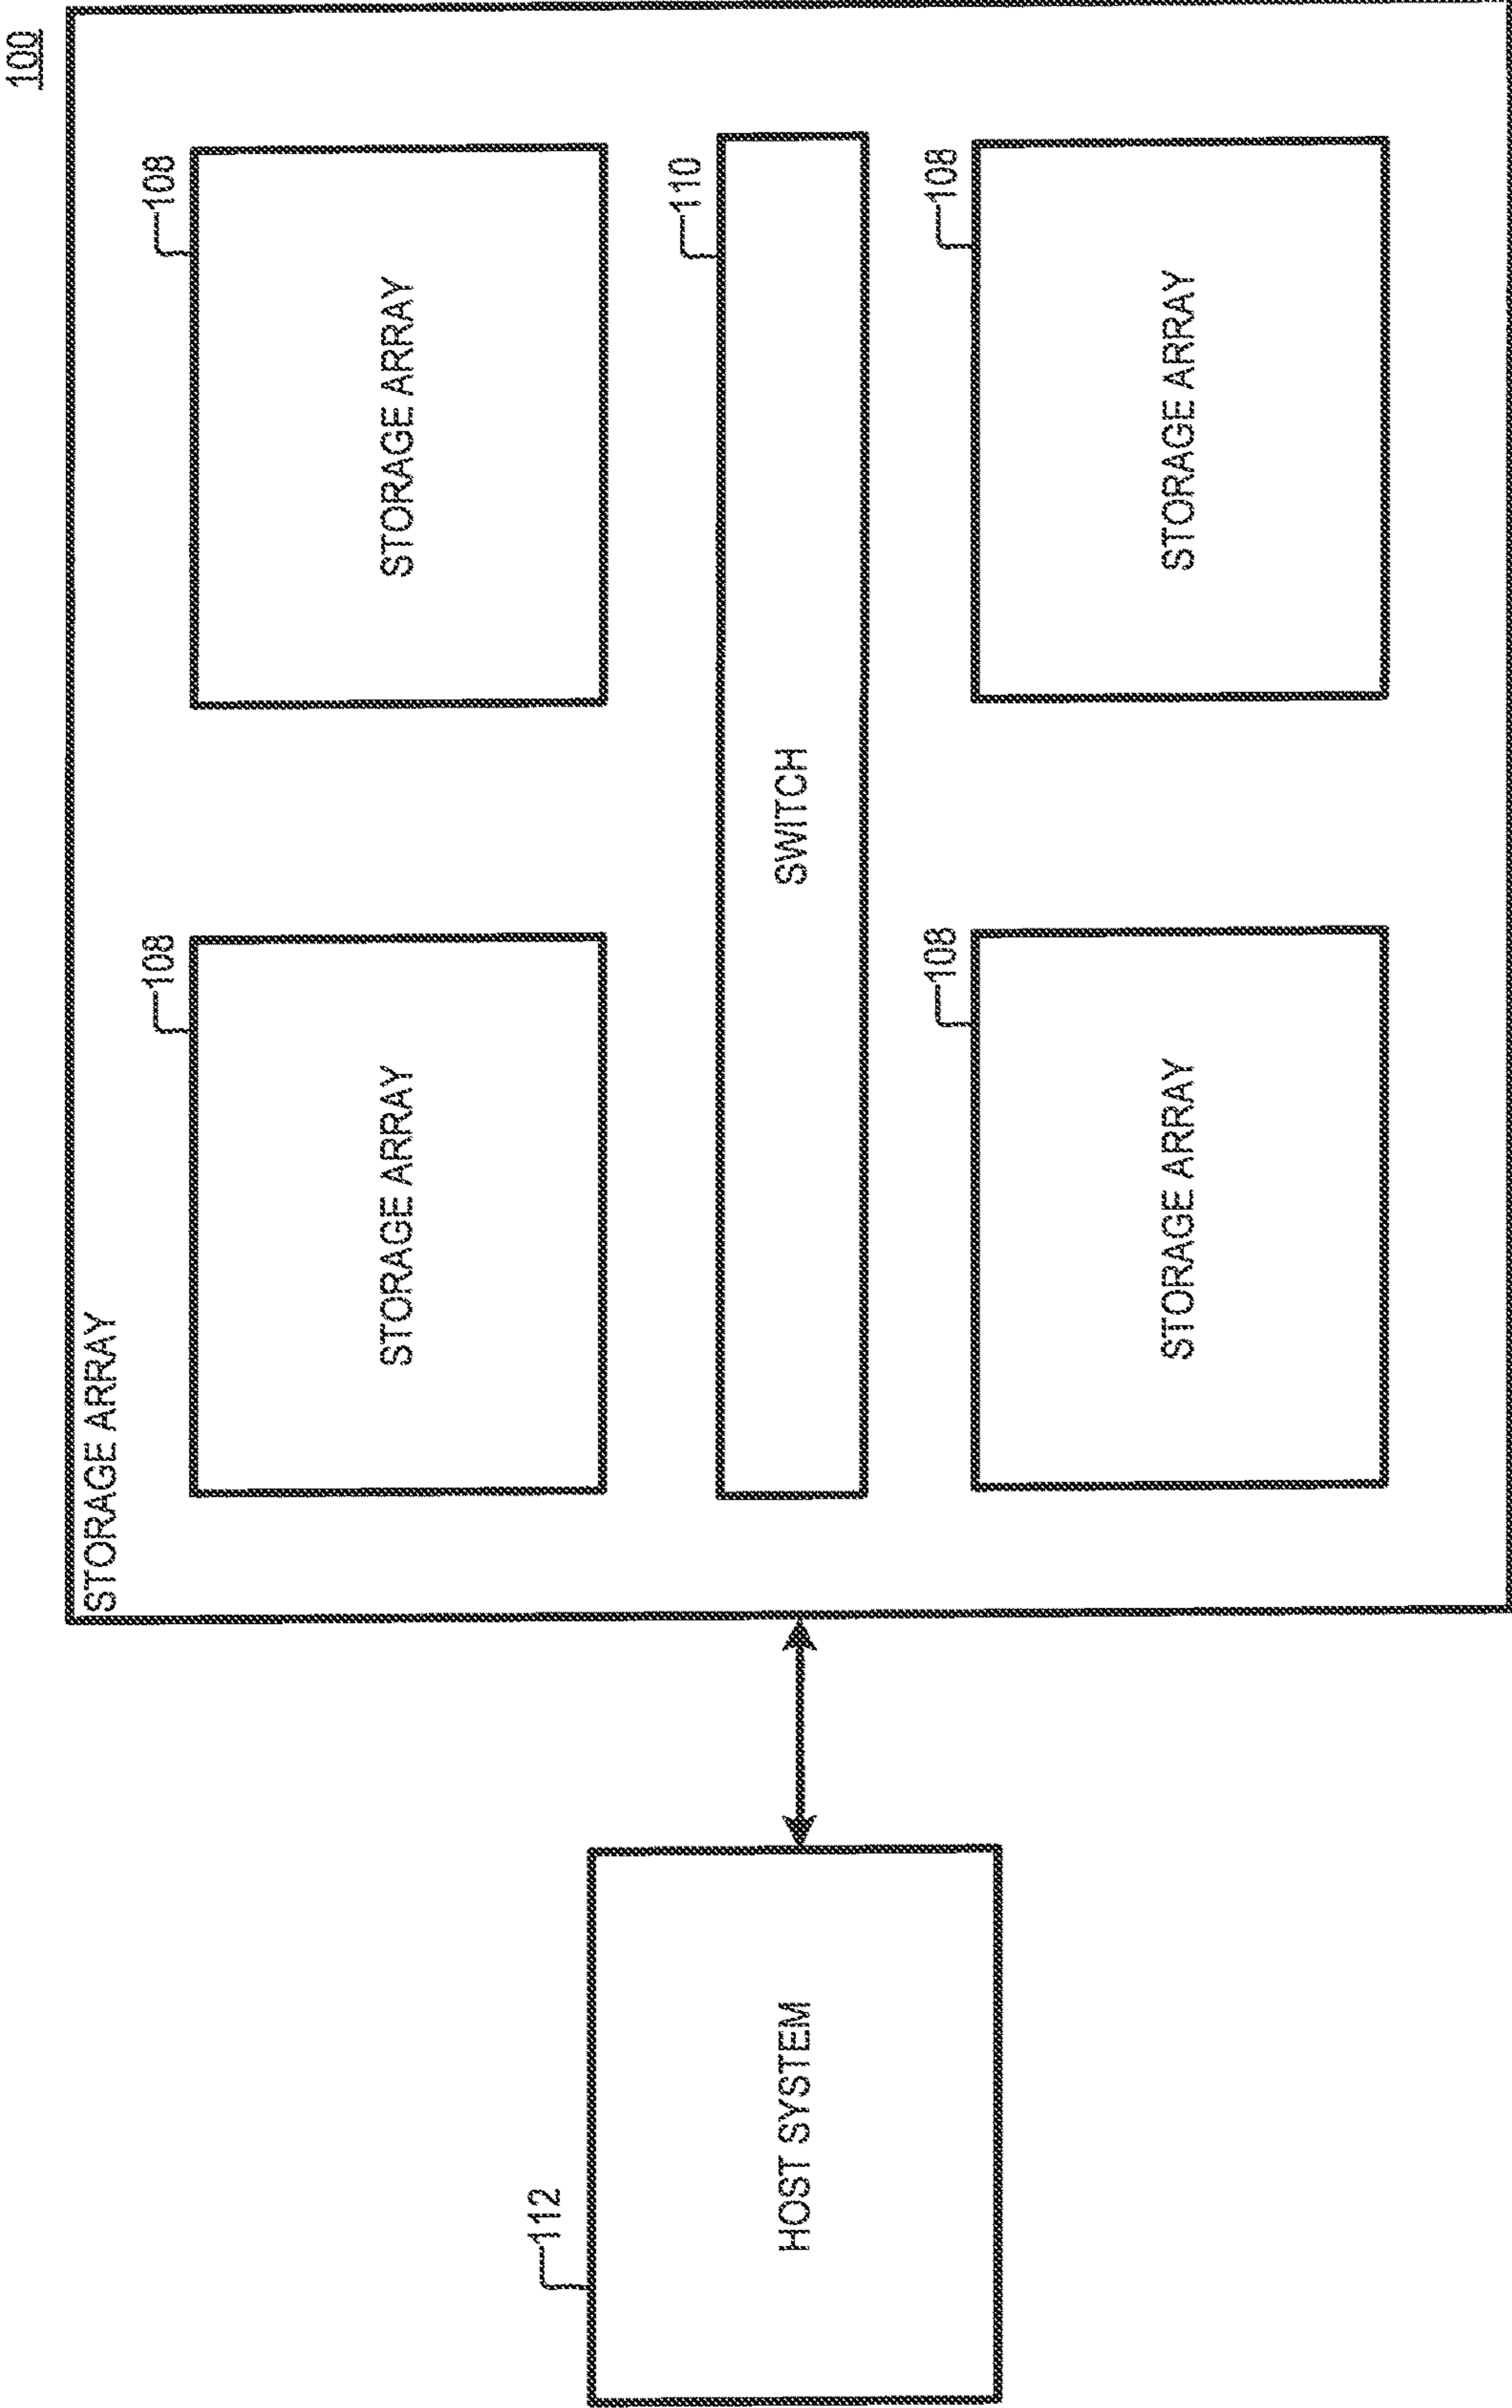 100
STORAGE ARRAY
108
108
STORAGE ARRAY
STORAGE ARRAY
112
110
HOST SYSTEM
SWITCH
108
108
STORAGE ARRAY
STORAGE ARRAY